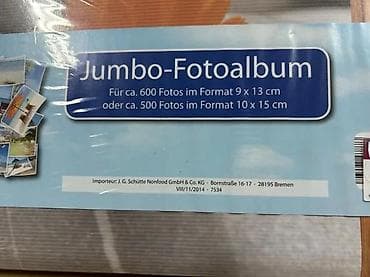 Jumbo-Fotoalbum
Für ca. 600 Fotos im Format 9 x 13 cm
oder ca. 500 Fotos im Format 10 x 15 cm
Importeur: J. G. Schütte Nonfood GmbH & Co. KG · Bornstraße 16-17 · 28195 Bremen
VIII/11/2014 · 7534